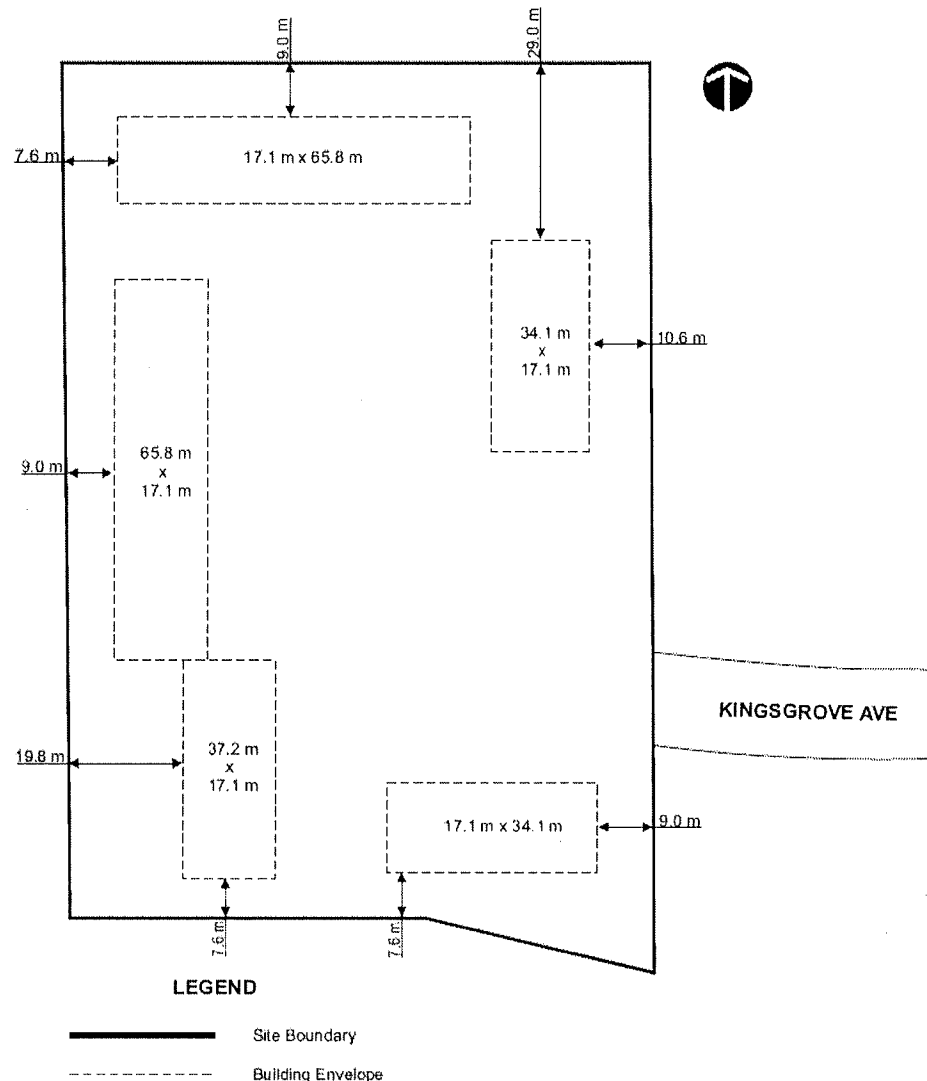 9.0 m
29.0 m
7.6 m
17.1 m x 65.8 m
34.1 m
x
17.1 m
10.6 m
65.8 m
x
17.1 m
9.0 m
KINGSGROVE AVE
37.2 m
x
17.1 m
19.8 m
17.1 m x 34.1 m
9.0 m
7.6 m
7.6 m
LEGEND
Site Boundary
Building Envelope